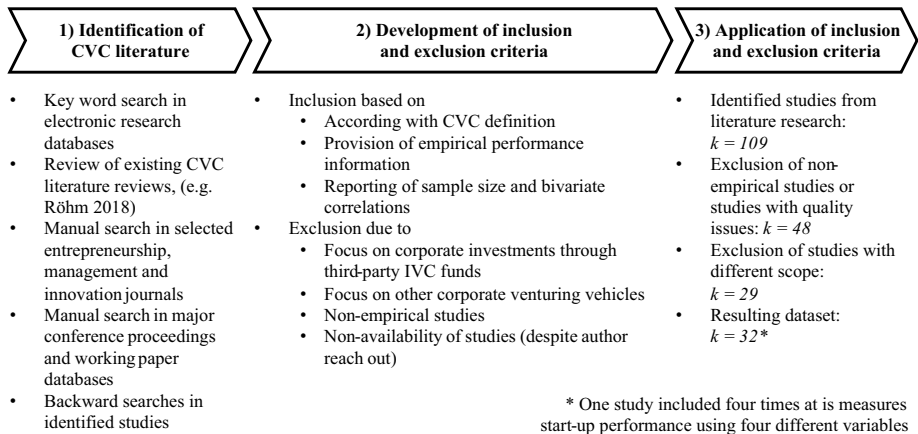 1) Identification of
CVC literature
• Key word search in
electronic research
databases
• Review of existing CVC
literature reviews, (e.g.
Röhm 2018)
• Manual search in selected
entrepreneurship,
management and
innovation journals
• Manual search in major
conference proceedings
and working paper
databases
• Backward searches in
identified studies
2) Development of inclusion
and exclusion criteria
• Inclusion based on
• According with CVC definition
• Provision of empirical performance
information
• Reporting of sample size and bivariate
correlations
• Exclusion due to
• Focus on corporate investments through
third-party IVC funds
• Focus on other corporate venturing vehicles
• Non-empirical studies
• Non-availability of studies (despite author
reach out)
3) Application of inclusion
and exclusion criteria
• Identified studies from
literature research:
k = 109
• Exclusion of non-
empirical studies or
studies with quality
issues: k = 48
• Exclusion of studies with
different scope:
k = 29
• Resulting dataset:
k = 32*
* One study included four times at is measures
start-up performance using four different variables